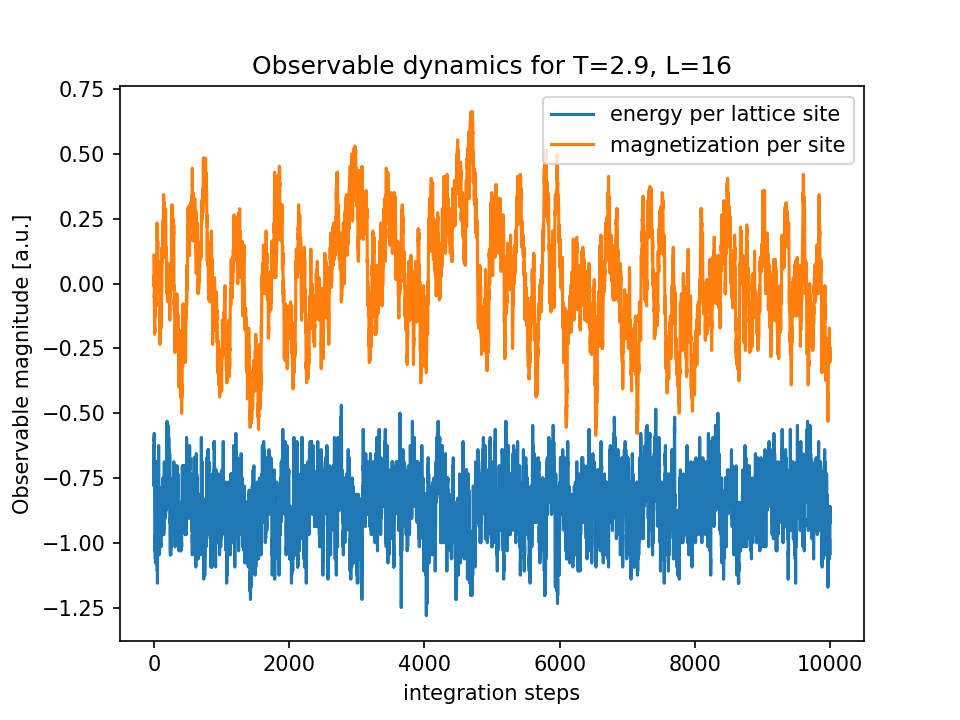 Observable dynamics for T=2.9, L=16
energy per lattice site
magnetization per site
Observable magnitude [a.u.]
0.75
0.50
0.25
0.00
−0.25
−0.50
−0.75
−1.00
−1.25
0 2000 4000 6000 8000 10000
integration steps